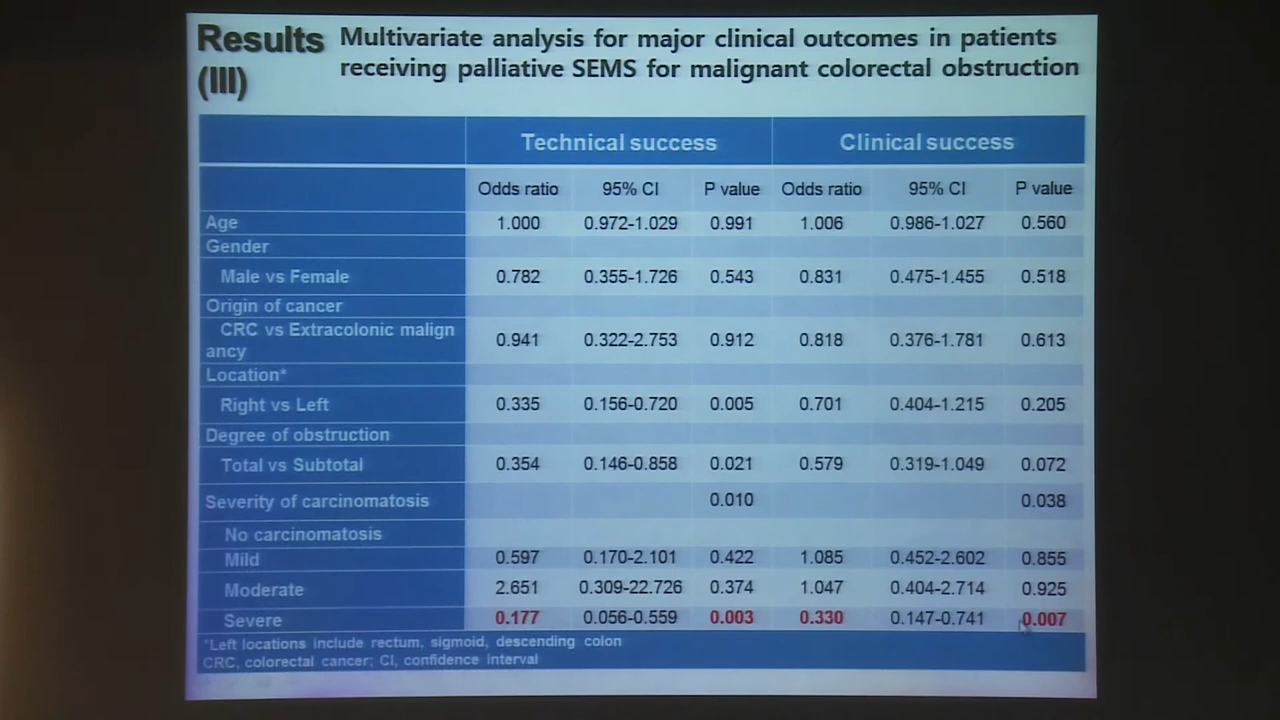 Results
(III)
Multivariate analysis for major clinical outcomes in patients
receiving palliative SEMS for malignant colorectal obstruction
Technical success Clinical success
Odds ratio 95% CI P value Odds ratio 95% CI P value
Age 1.000 0.972-1.029 0.991 1.006 0.986-1.027 0.560
Gender
Male vs Female 0.782 0.355-1.726 0.543 0.831 0.475-1.455 0.518
Origin of cancer
CRC vs Extracolonic malign
ancy 0.941 0.322-2.753 0.912 0.818 0.376-1.781 0.613
Location*
Right vs Left 0.335 0.156-0.720 0.005 0.701 0.404-1.215 0.205
Degree of obstruction
Total vs Subtotal 0.354 0.146-0.858 0.021 0.579 0.319-1.049 0.072
Severity of carcinomatosis 0.010 0.038
No carcinomatosis
Mild 0.597 0.170-2.101 0.422 1.085 0.452-2.602 0.855
Moderate 2.651 0.309-22.726 0.374 1.047 0.404-2.714 0.925
Severe 0.177 0.056-0.559 0.003 0.330 0.147-0.741 0.007
*Left locations include rectum, sigmoid, descending colon
CRC, colorectal cancer; CI, confidence interval